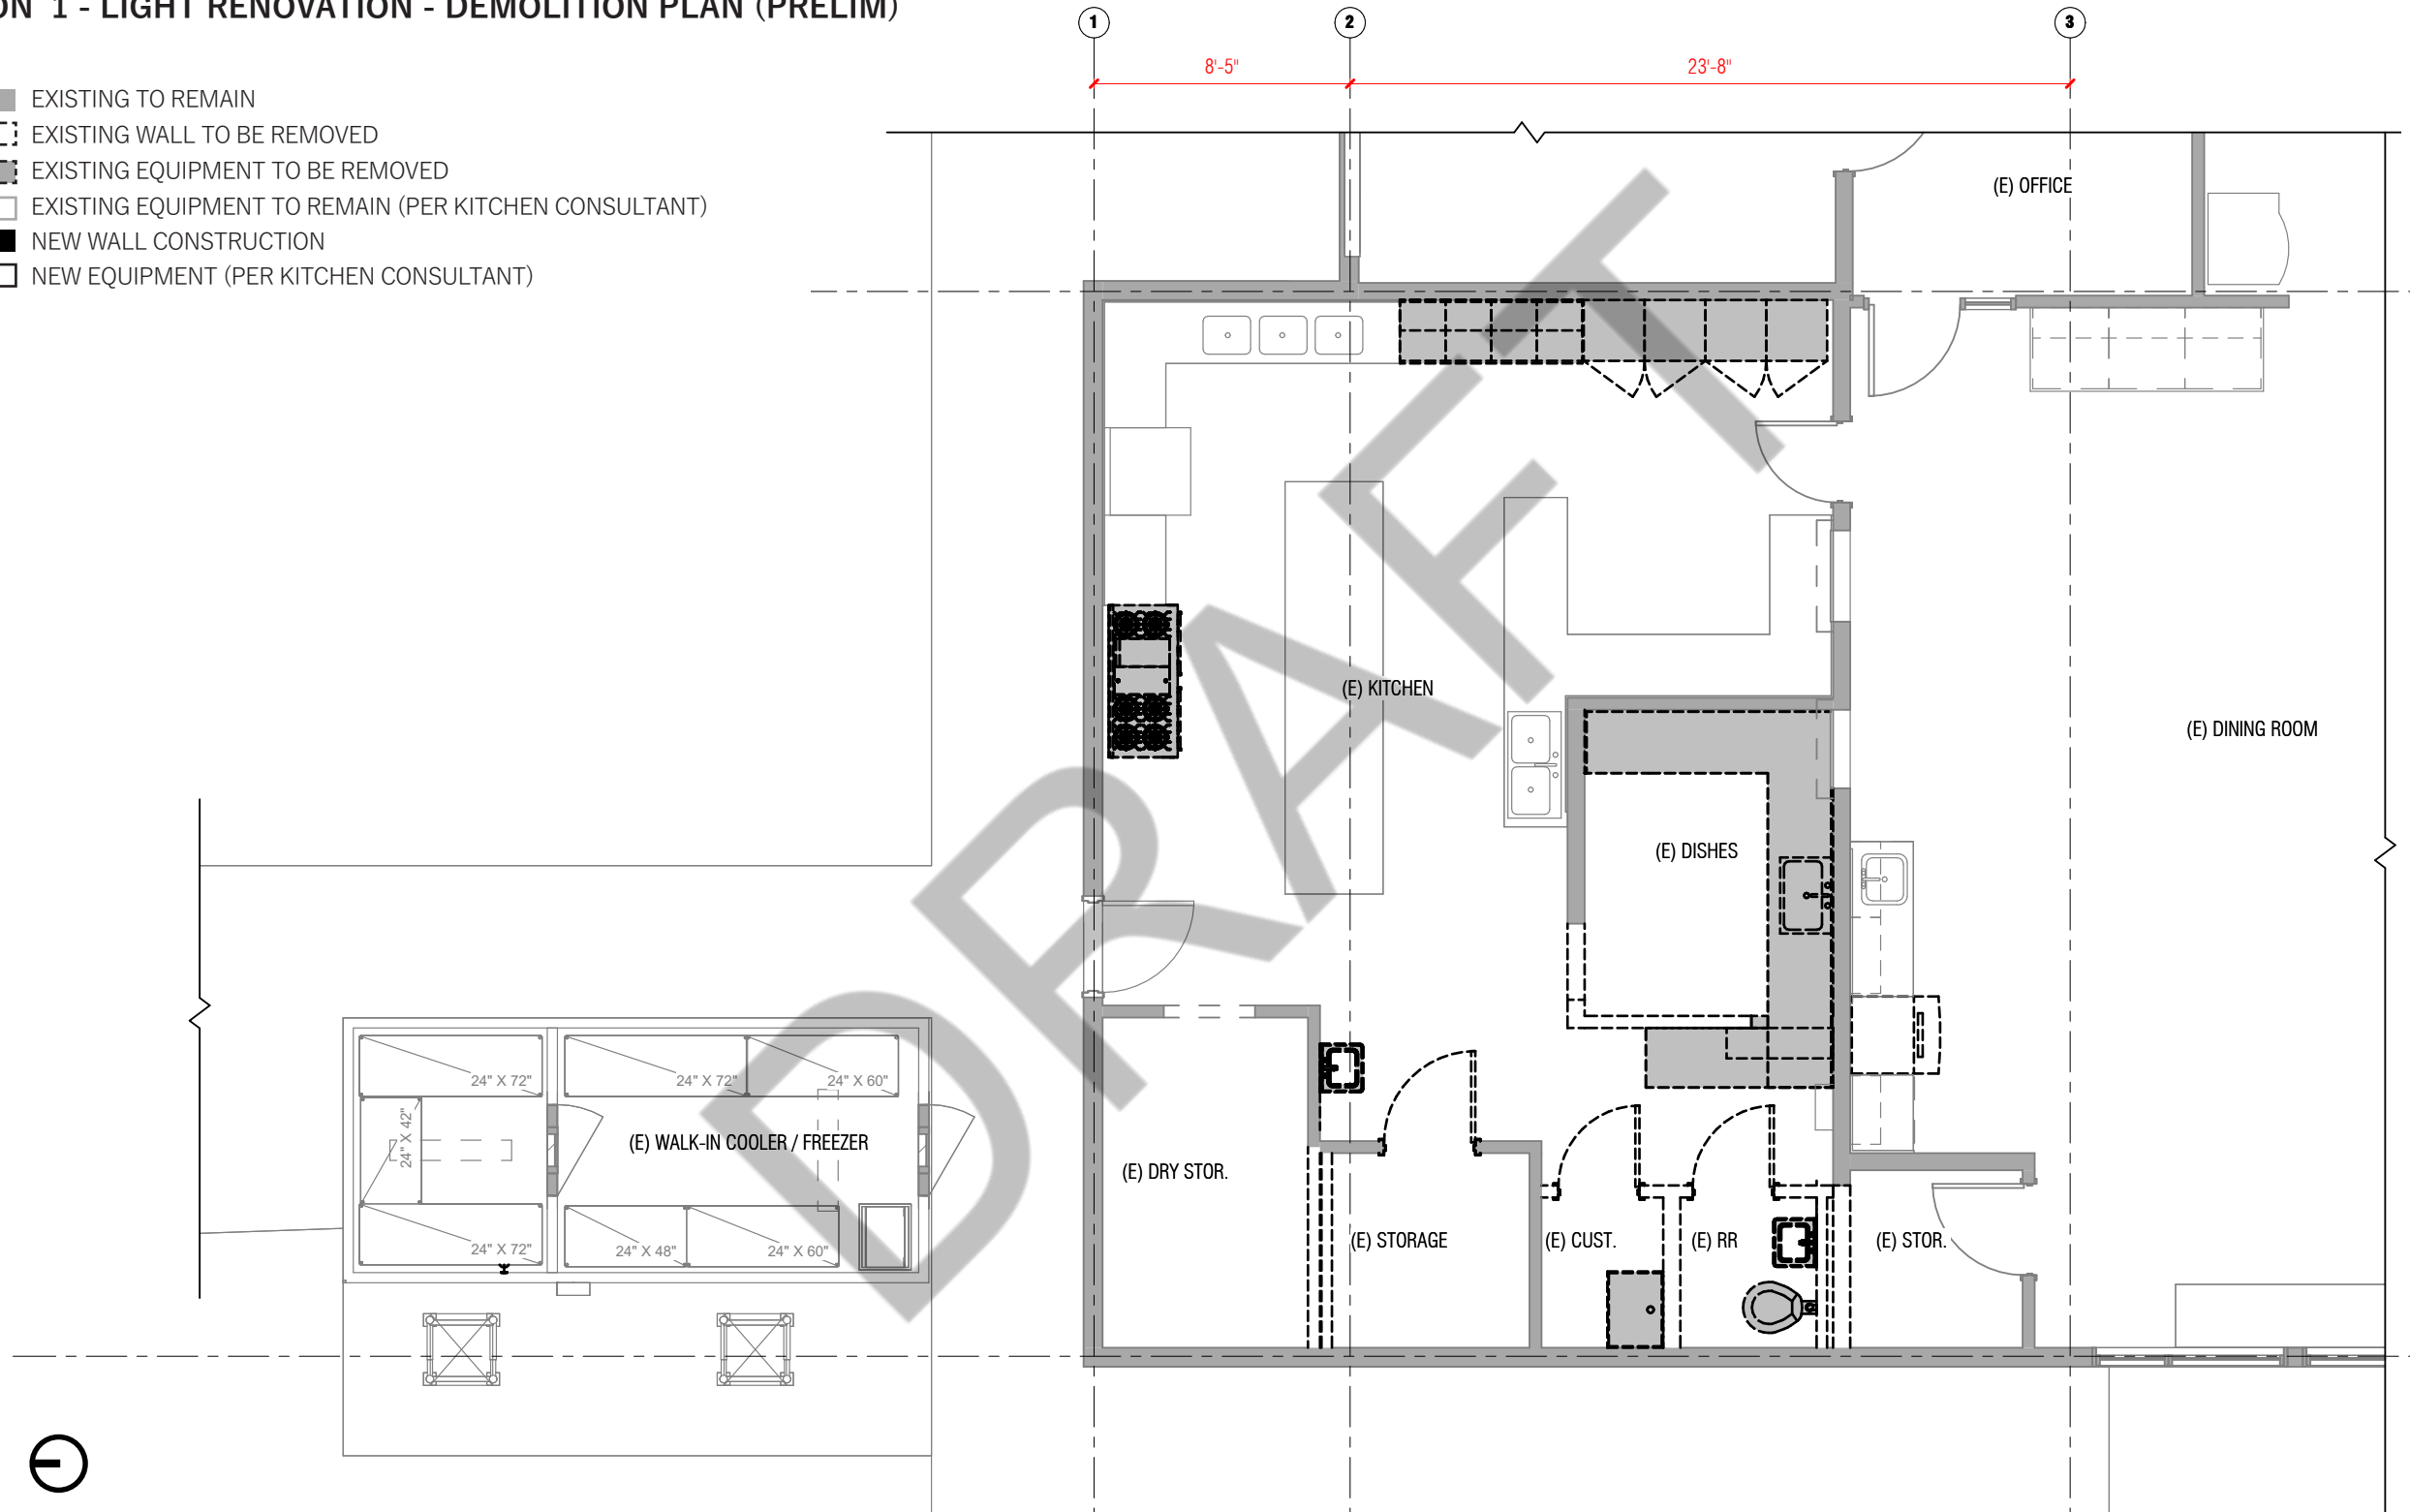 1 - LIGHT RENOVATION - DEMOLITION PLAN (PRELIM)
1
2
3
8'-5"
23'-8"
EXISTING TO REMAIN
EXISTING WALL TO BE REMOVED
EXISTING EQUIPMENT TO BE REMOVED
EXISTING EQUIPMENT TO REMAIN (PER KITCHEN CONSULTANT)
NEW WALL CONSTRUCTION
NEW EQUIPMENT (PER KITCHEN CONSULTANT)
(E) OFFICE
(E) KITCHEN
(E) DINING ROOM
(E) DISHES
DRAFT
24" X 72"
24" X 72"
24" X 60"
24" X 42"
(E) WALK-IN COOLER / FREEZER
(E) DRY STOR.
(E) STORAGE
(E) CUST.
(E) RR
(E) STOR.
24" X 72"
24" X 48"
24" X 60"